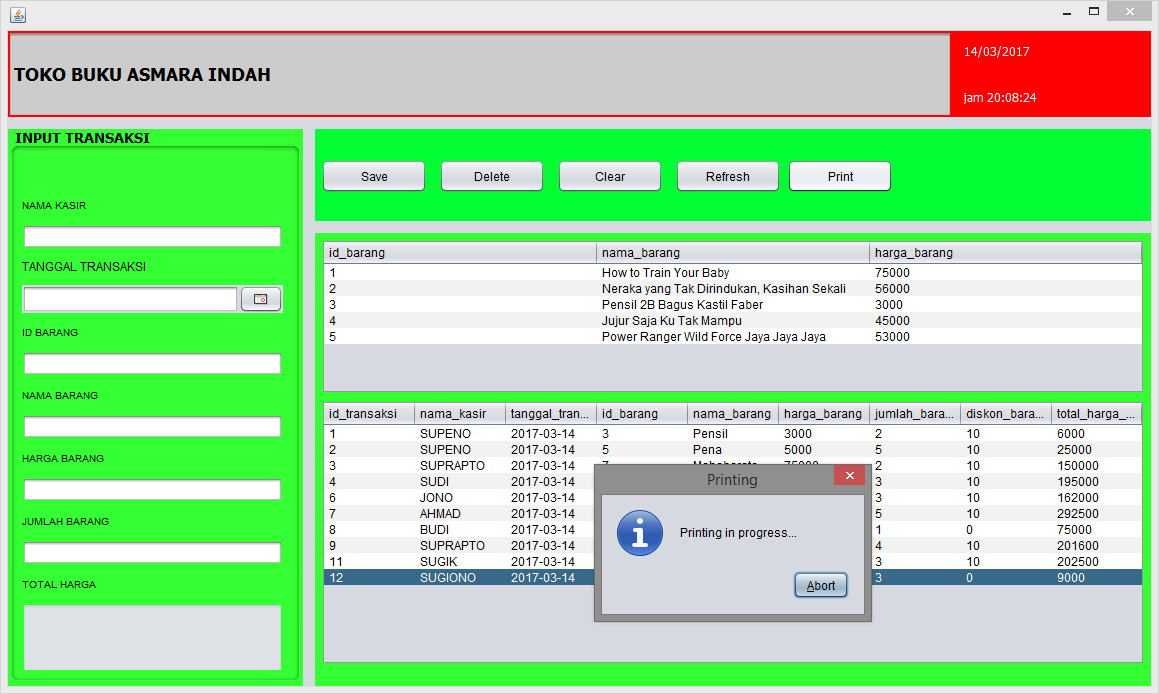 TOKO BUKU ASMARA INDAH
14/03/2017
jam 20:08:24
INPUT TRANSAKSI
NAMA KASIR
TANGGAL TRANSAKSI
ID BARANG
NAMA BARANG
HARGA BARANG
JUMLAH BARANG
TOTAL HARGA
Save Delete Clear Refresh Print
id_barang nama_barang harga_barang
1 How to Train Your Baby 75000
2 Neraka yang Tak Dirindukan, Kasihan Sekali 56000
3 Pensil 2B Bagus Kastil Faber 3000
4 Jujur Saja Ku Tak Mampu 45000
5 Power Ranger Wild Force Jaya Jaya Jaya 53000
id_transaksi nama_kasir tanggal_tran... id_barang nama_barang harga_barang jumlah_bara... diskon_bara... total_harga_...
1 SUPENO 2017-03-14 3 Pensil 3000 2 10 6000
2 SUPENO 2017-03-14 5 Pena 5000 5 10 25000
3 SUPRAPTO 2017-03-14 2 10 150000
4 SUDI 2017-03-14 3 10 195000
6 JONO 2017-03-14 3 10 162000
7 AHMAD 2017-03-14 5 10 292500
8 BUDI 2017-03-14 1 0 75000
9 SUPRAPTO 2017-03-14 4 10 201600
11 SUGIK 2017-03-14 3 10 202500
12 SUGIONO 2017-03-14 3 0 9000
Printing
Printing in progress...
Abort